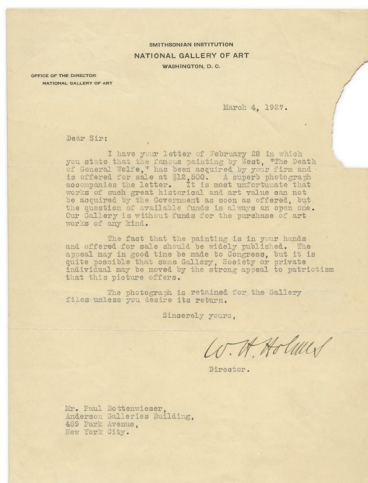 SMITHSONIAN INSTITUTION
NATIONAL GALLERY OF ART
WASHINGTON, D. C.
OFFICE OF THE DIRECTOR
NATIONAL GALLERY OF ART
March 4, 1927.
Dear Sir:
I have your letter of February 28 in which
you state that the famous painting by West, "The Death
of General Wolfe," has been acquired by your firm and
is offered for sale at $12,500. A superb photograph
accompanies the letter. It is most unfortunate that
works of such great historical and art value can not
be acquired by the Government as soon as offered, but
the question of available funds is always an open one.
Our Gallery is without funds for the purchase of art
works of any kind.
The fact that the painting is in your hands
and offered for sale should be widely published. The
appeal may in good time be made to Congress, but it is
quite possible that some Gallery, Society or private
individual may be moved by the strong appeal to patriotism
that this picture offers.
The photograph is retained for the Gallery
files unless you desire its return.
Sincerely yours,
W. H. Holmes
Director.
Mr. Paul Bottenwieser,
Anderson Galleries Building,
489 Park Avenue,
New York City.